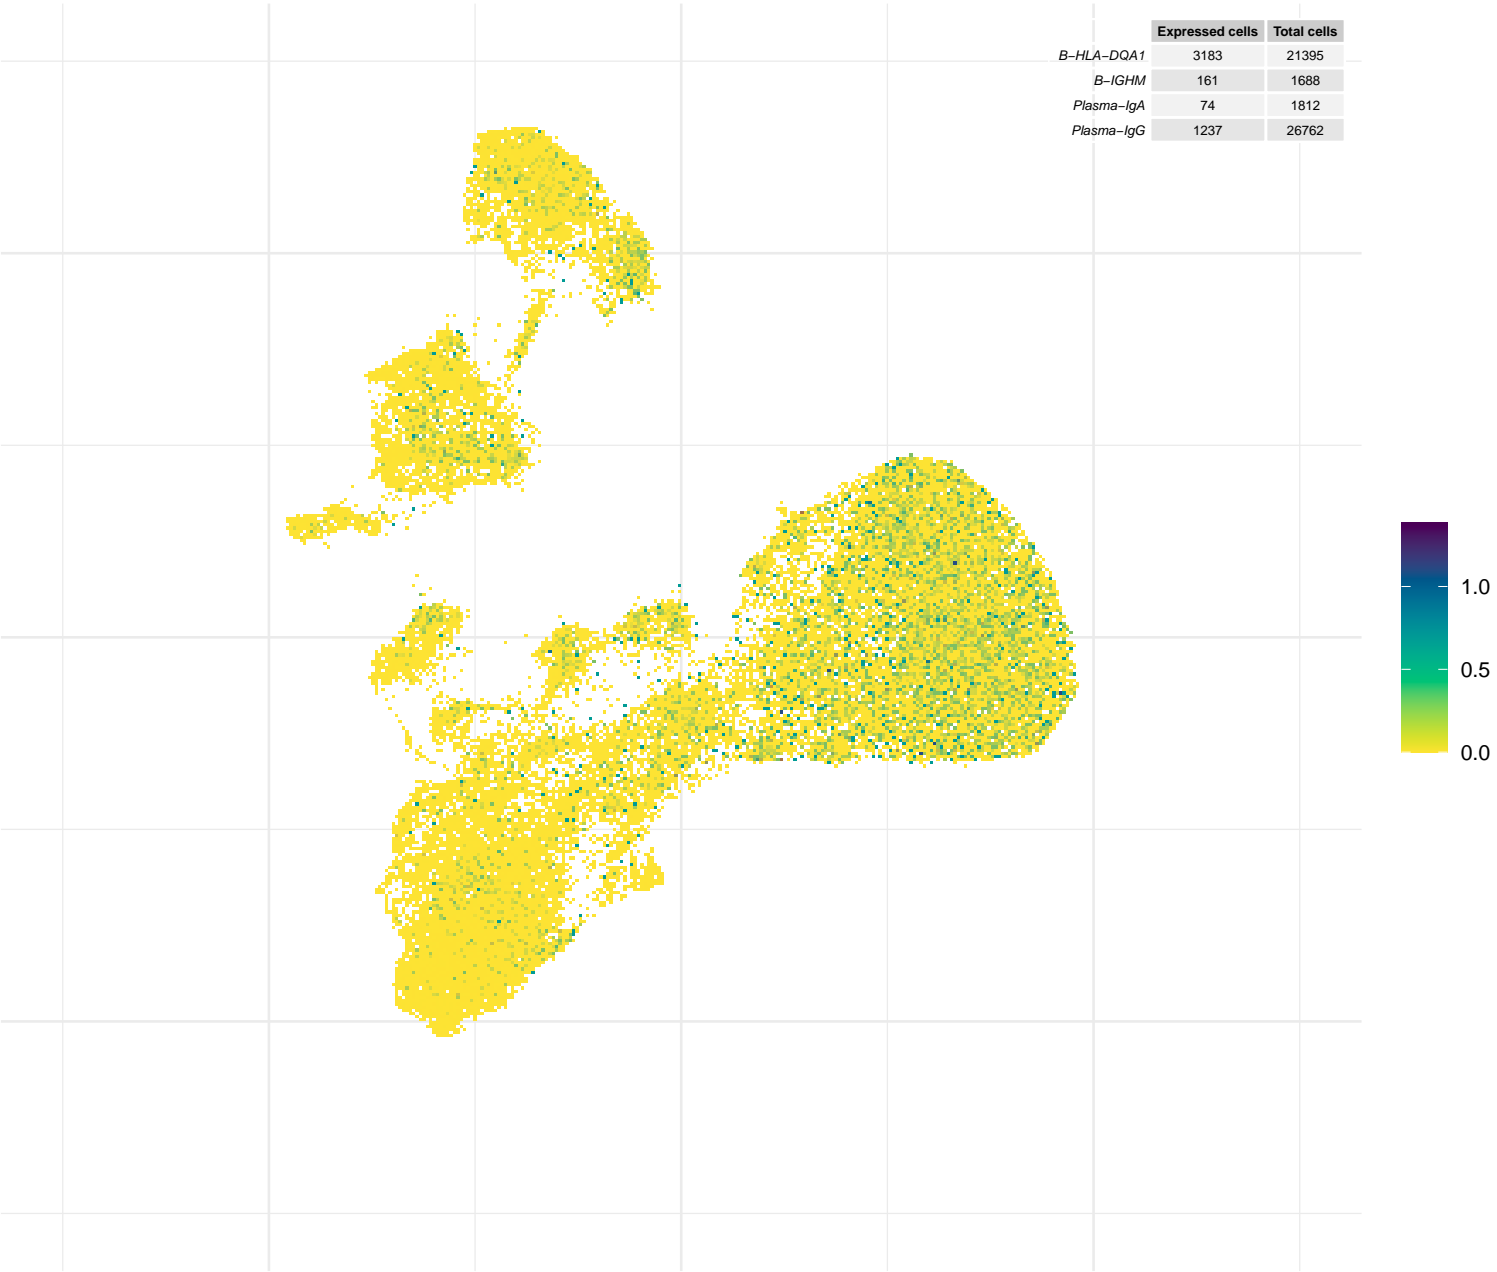 Expressed cells Total cells
B−HLA−DQA1 3183 21395
B−IGHM 161 1688
Plasma−IgA 74 1812
Plasma−IgG 1237 26762
1.0
0.5
0.0